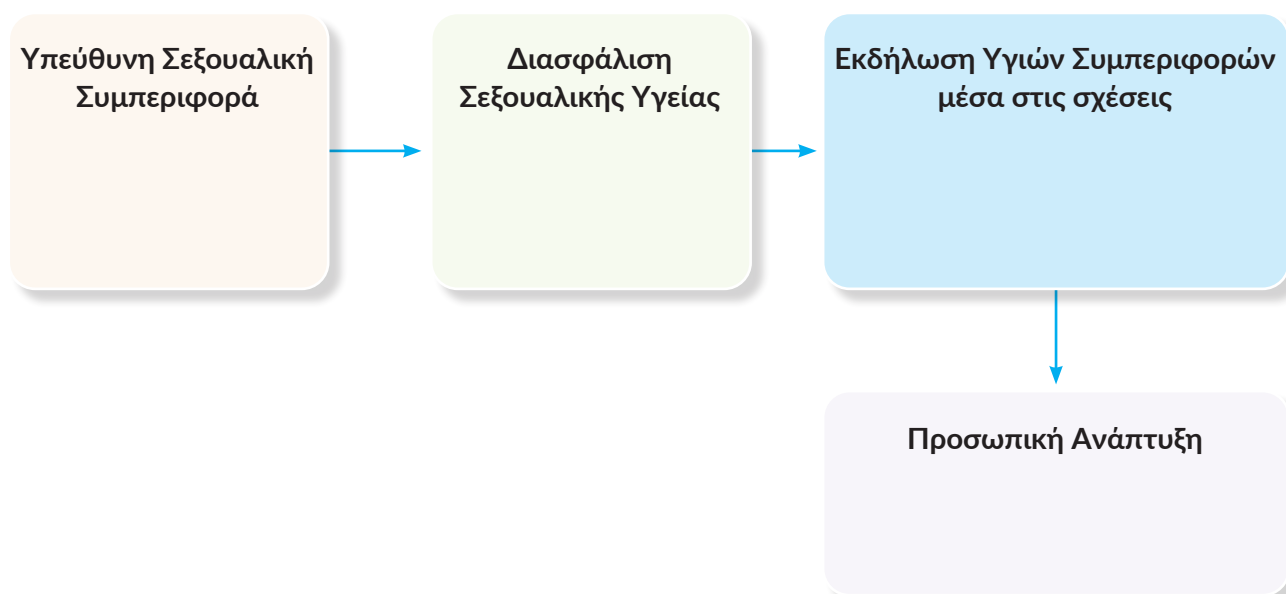 Υπεύθυνη Σεξουαλική
Συμπεριφορά
Διασφάλιση
Σεξουαλικής Υγείας
Εκδήλωση Υγιών Συμπεριφορών
μέσα στις σχέσεις
Προσωπική Ανάπτυξη